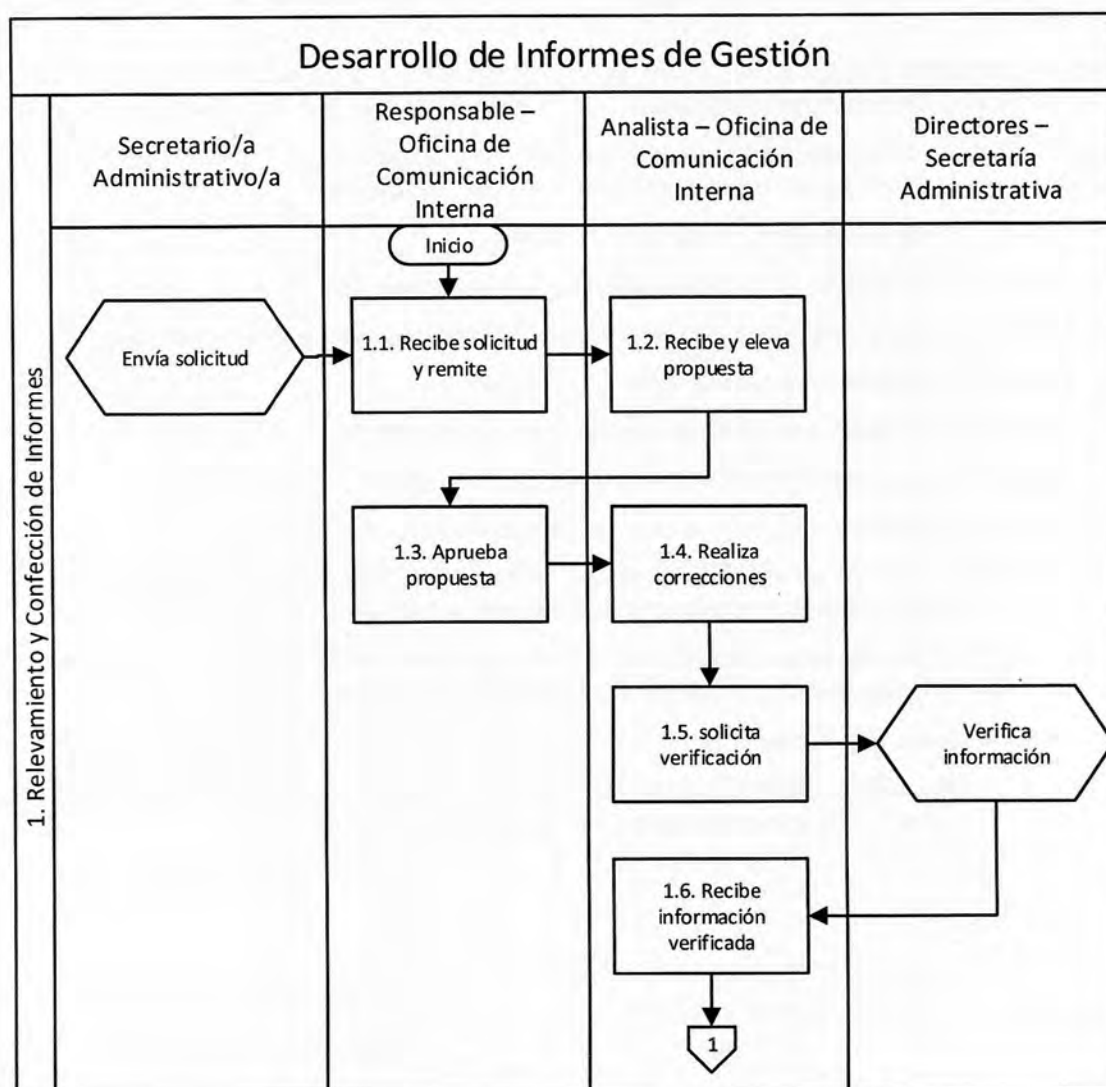 Desarrollo de Informes de Gestión
Secretario/a
Administrativo/a
Responsable –
Oficina de
Comunicación
Interna
Analista – Oficina de
Comunicación
Interna
Directores –
Secretaría
Administrativa
1. Relevamiento y Confección de Informes
Inicio
Envía solicitud
1.1. Recibe solicitud
y remite
1.2. Recibe y eleva
propuesta
1.3. Aprueba
propuesta
1.4. Realiza
correcciones
1.5. solicita
verificación
Verifica
información
1.6. Recibe
información
verificada
1